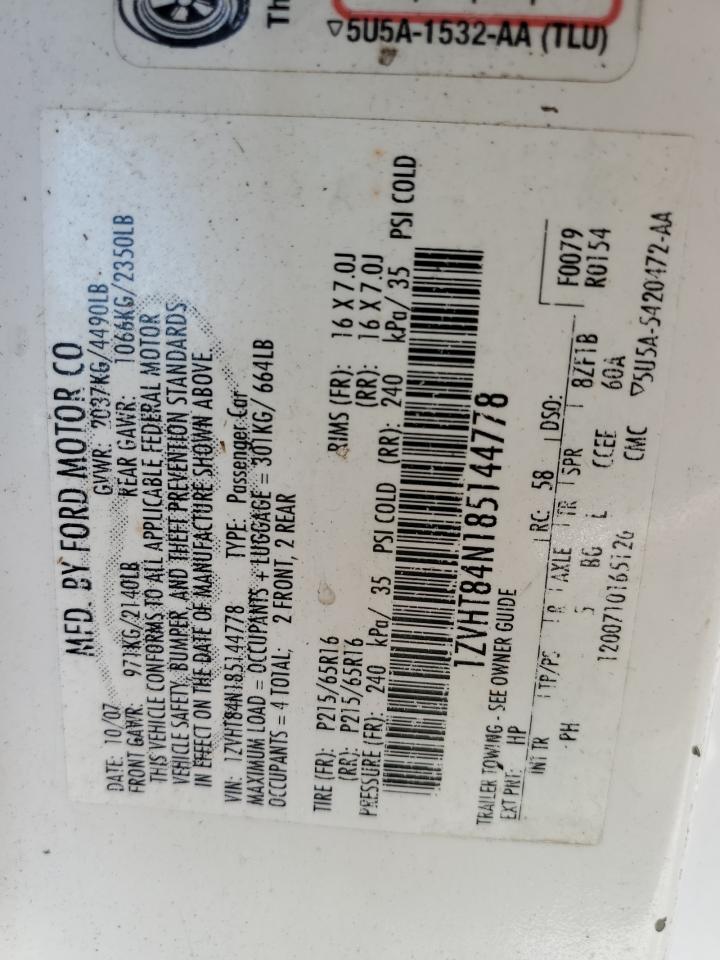 Th
▽5U5A-1532-AA (TLU)
MFD. BY FORD MOTOR CO
DATE: 10/07 GVWR: 2037KG/4490LB
FRONT GAWR: 971KG/2140LB REAR GAWR: 1066KG/2350LB
THIS VEHICLE CONFORMS TO ALL APPLICABLE FEDERAL MOTOR
VEHICLE SAFETY, BUMPER, AND THEFT PREVENTION STANDARDS
IN EFFECT ON THE DATE OF MANUFACTURE SHOWN ABOVE.
VIN: 1ZVHT84N185144778 TYPE: Passenger Car
MAXIMUM LOAD = OCCUPANTS + LUGGAGE = 301KG/ 664LB
OCCUPANTS = 4 TOTAL; 2 FRONT, 2 REAR
TIRE (FR): P215/65R16 RIMS (FR): 16 X 7.0J
(RR): P215/65R16 (RR): 16 X 7.0J
PRESSURE (FR): 240 kPa/ 35 PSI COLD (RR): 240 kPa/ 35 PSI COLD
1ZVHT84N185144778
TRAILER TOWING - SEE OWNER GUIDE
EXT PNT: HP RC: 58 DSO: F0079
INT TR TP/PS R AXLE TR SPR 8ZF1B R0154
PH 5 BG L CCEE 60A
120071016512G CMC ▽5U5A-5420472-AA